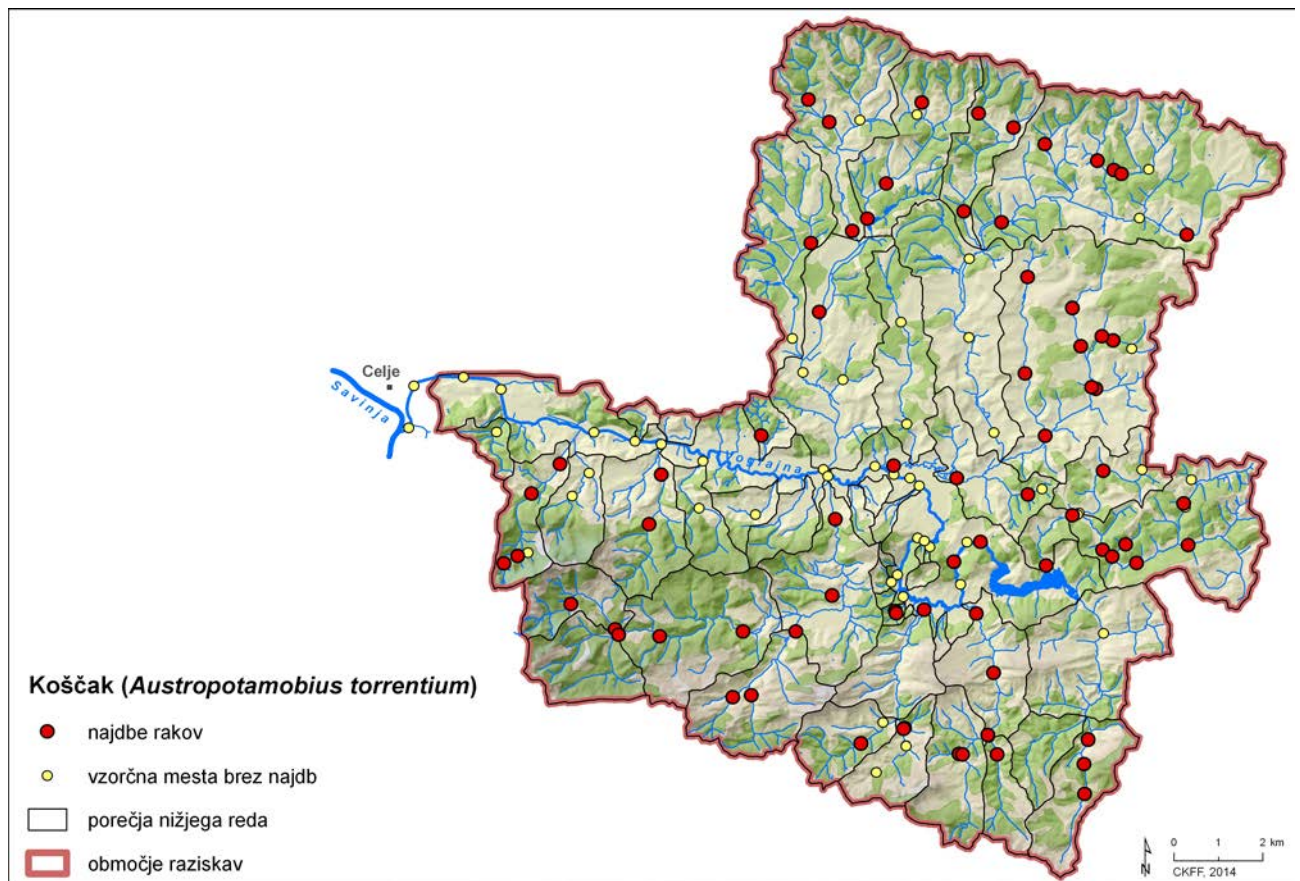 Celje
Savinja
Voglajna
Koščak (Austropotamobius torrentium)
najdbe rakov
vzorčna mesta brez najdb
porečja nižjega reda
območje raziskav
N
0 1 2 km
CKFF, 2014